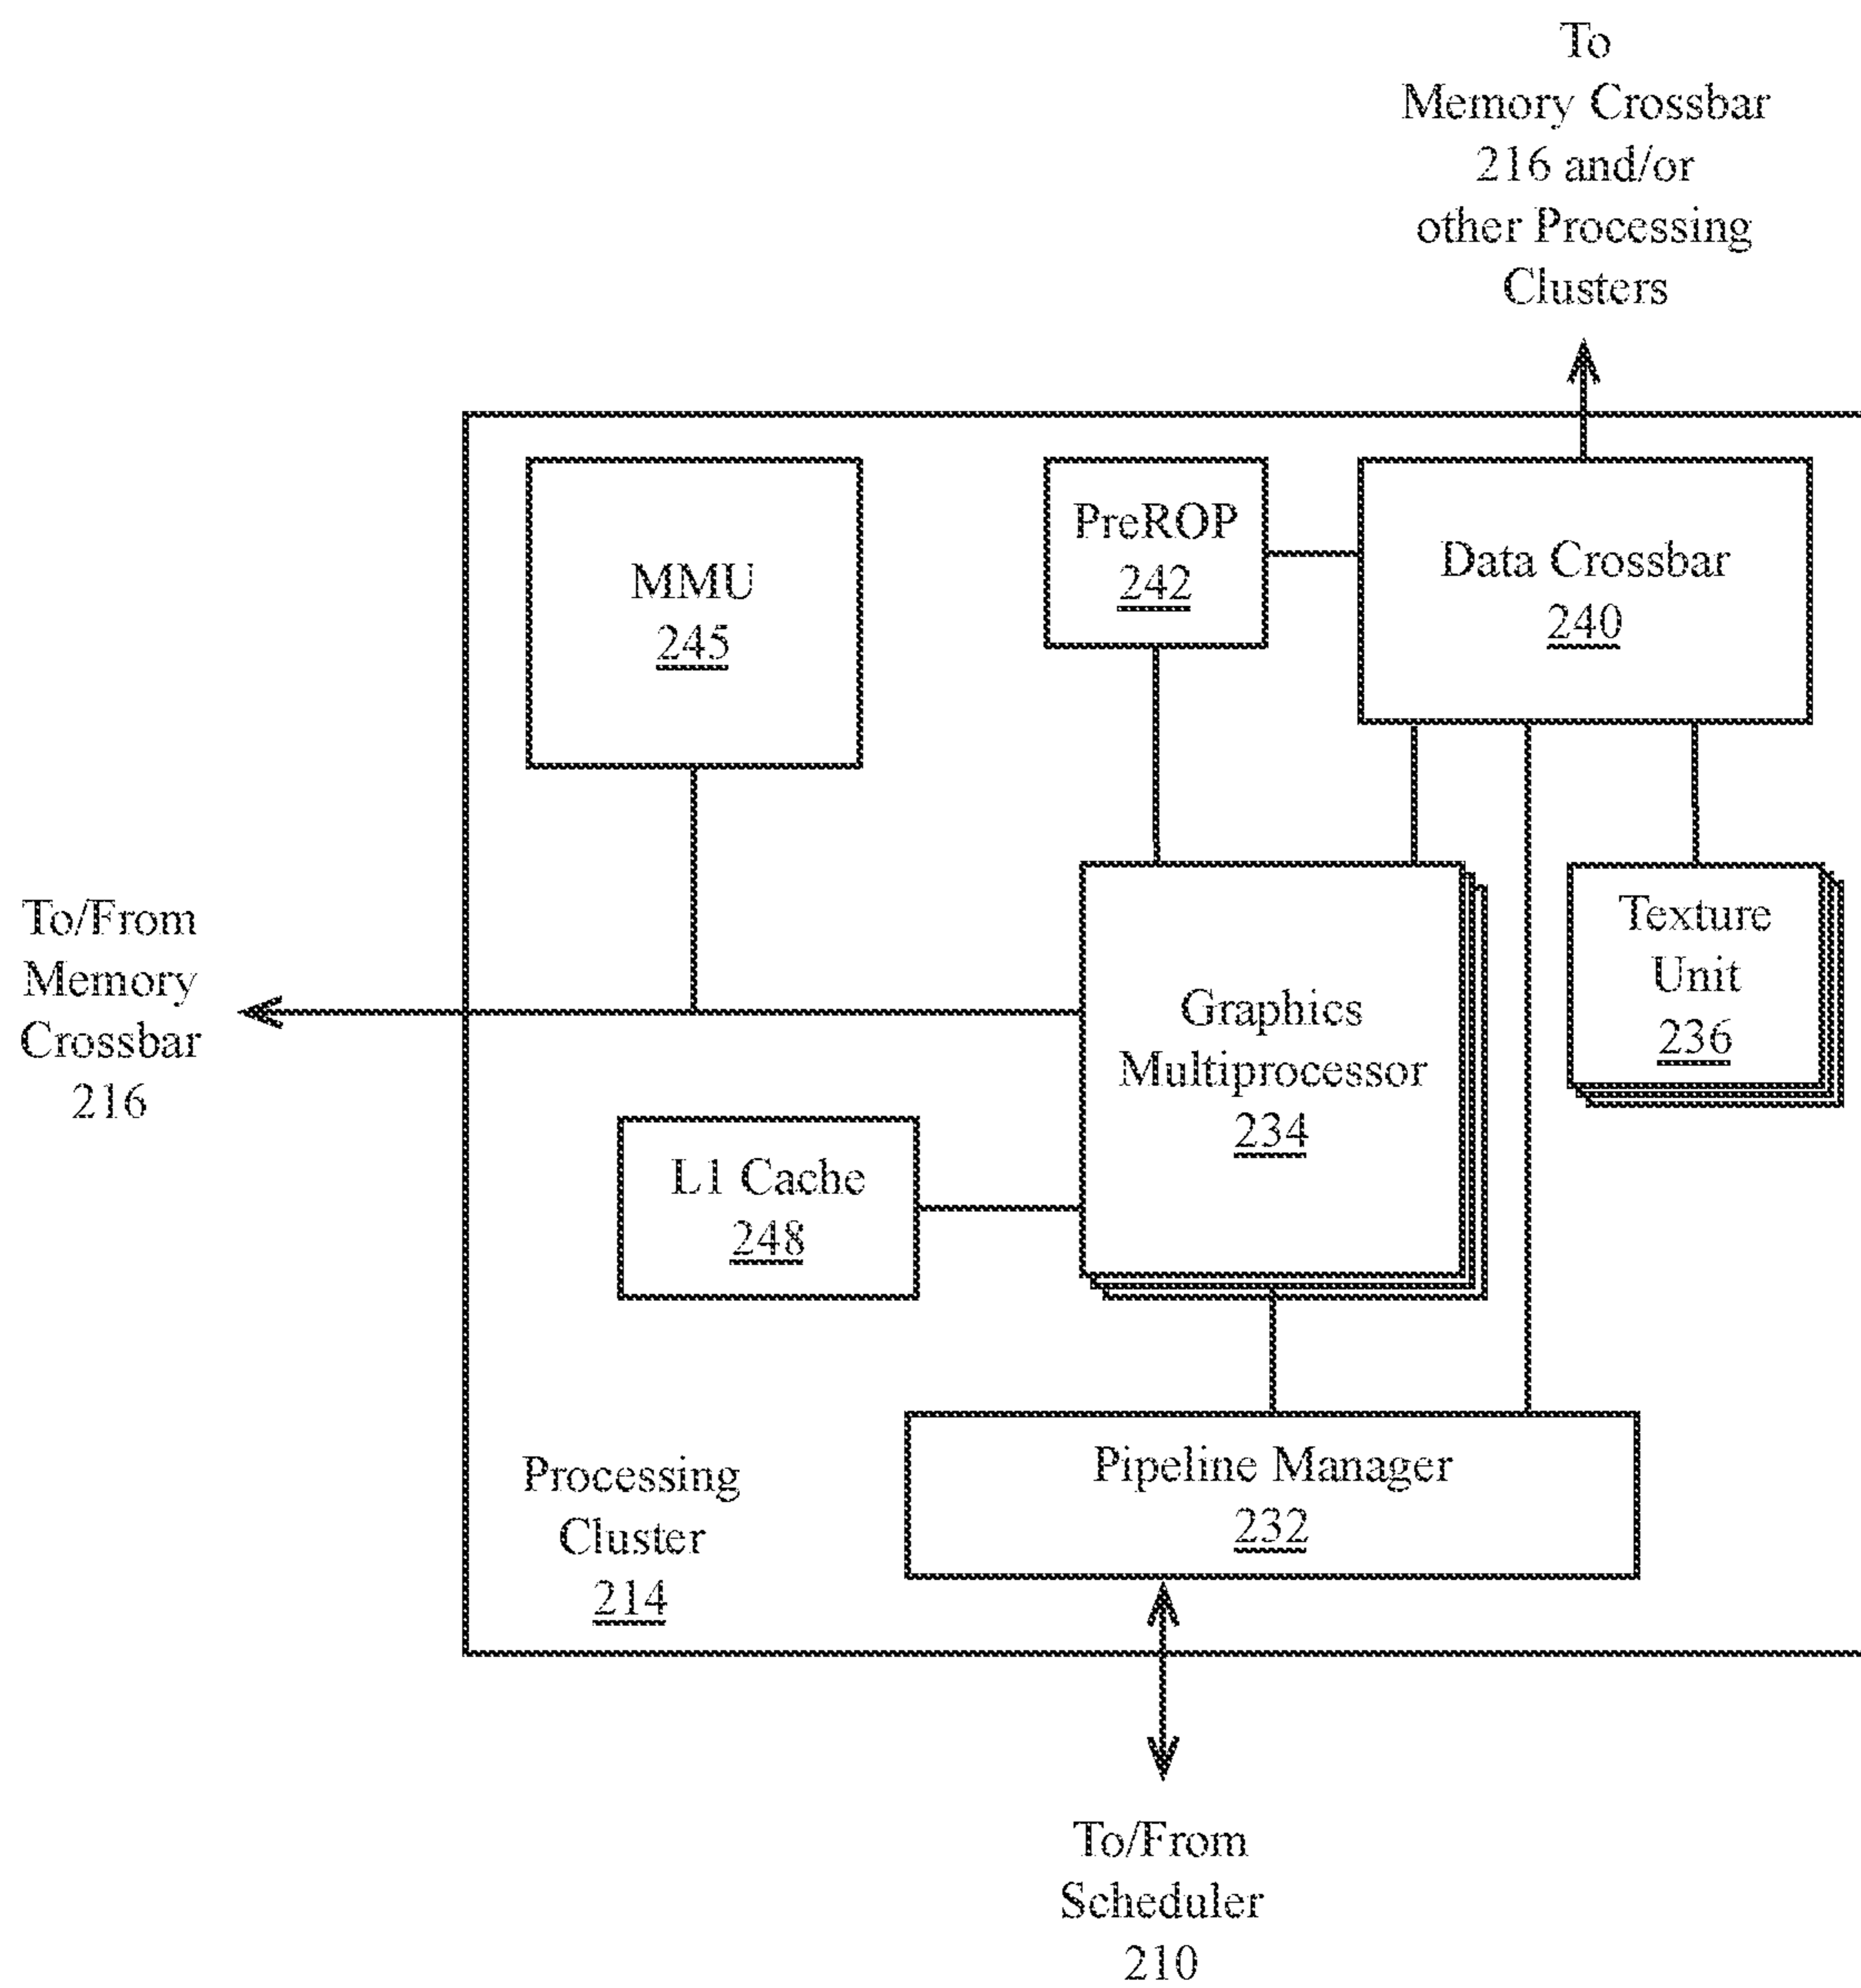 To
Memory Crossbar
216 and/or
other Processing
Clusters
MMU
245
PreROP
242
Data Crossbar
240
To/From
Memory
Crossbar
216
Graphics
Multiprocessor
234
Texture
Unit
236
L1 Cache
248
Processing
Cluster
214
Pipeline Manager
232
To/From
Scheduler
210